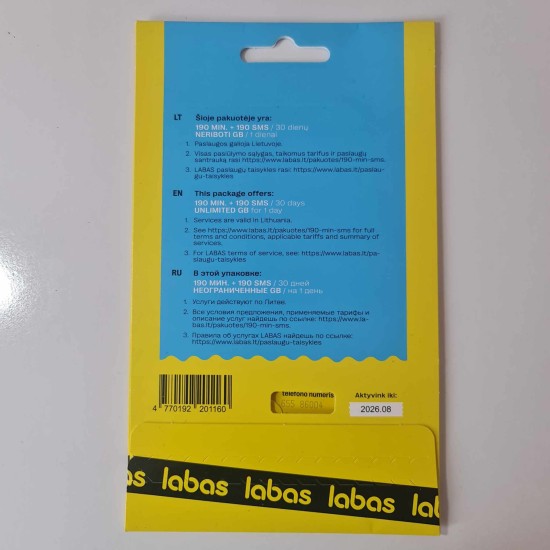 LT Šioje pakuotėje yra:
190 MIN. + 190 SMS / 30 dienų
NERIBOTI GB / 1 dienai
1. Paslaugos galioja Lietuvoje.
2. Visas pasiūlymo sąlygas, taikomus tarifus ir paslaugų
santrauką rasi https://www.labas.lt/pakuotes/190-min-sms.
3. LABAS paslaugų taisyklės rasi: https://www.labas.lt/paslau-
gu-taisykles
EN This package offers:
190 MIN. + 190 SMS / 30 days
UNLIMITED GB for 1 day
1. Services are valid in Lithuania.
2. See https://www.labas.lt/pakuotes/190-min-sms for full
terms and conditions, applicable tariffs and summary of
services.
3. For LABAS terms of service, see: https://www.labas.lt/pa-
slaugu-taisykles
RU В этой упаковке:
190 МИН. + 190 SMS / 30 дней
НЕОГРАНИЧЕННЫЕ GB / на 1 день
1. Услуги действуют по Литве.
2. Все условия предложения, применяемые тарифы и
описание услуг найдешь по ссылке: https://www.la-
bas.lt/pakuotes/190-min-sms.
3. Правила об услугах LABAS найдешь по ссылке:
https://www.labas.lt/paslaugu-taisykles
Telefono numeris
Aktyvink iki:
2026.08
4 770192 201160
as labas labas labas la